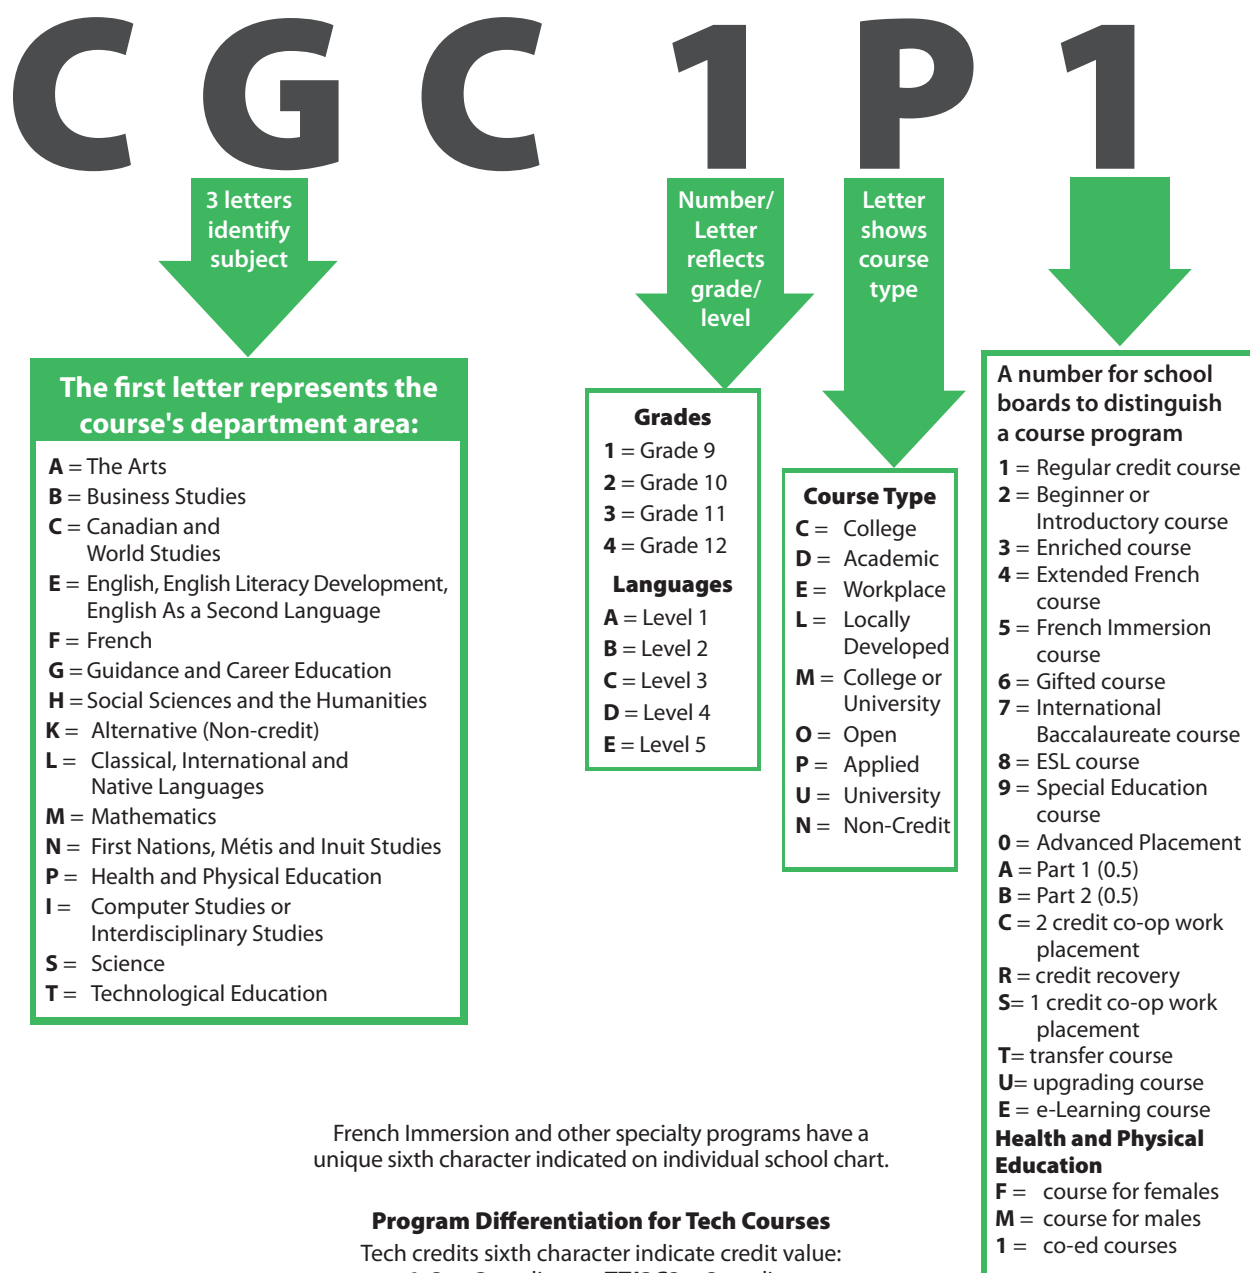 C G C 1 P 1
3 letters
identify
subject
Number/
Letter
reflects
grade/
level
Letter
shows
course
type
The first letter represents the
course's department area:
A = The Arts
B = Business Studies
C = Canadian and
World Studies
E = English, English Literacy Development,
English As a Second Language
F = French
G = Guidance and Career Education
H = Social Sciences and the Humanities
K = Alternative (Non-credit)
L = Classical, International and
Native Languages
M = Mathematics
N = First Nations, Métis and Inuit Studies
P = Health and Physical Education
I = Computer Studies or
Interdisciplinary Studies
S = Science
T = Technological Education
Grades
1 = Grade 9
2 = Grade 10
3 = Grade 11
4 = Grade 12
Languages
A = Level 1
B = Level 2
C = Level 3
D = Level 4
E = Level 5
Course Type
C = College
D = Academic
E = Workplace
L = Locally
Developed
M = College or
University
O = Open
P = Applied
U = University
N = Non-Credit
A number for school
boards to distinguish
a course program
1 = Regular credit course
2 = Beginner or
Introductory course
3 = Enriched course
4 = Extended French
course
5 = French Immersion
course
6 = Gifted course
7 = International
Baccalaureate course
8 = ESL course
9 = Special Education
course
0 = Advanced Placement
A = Part 1 (0.5)
B = Part 2 (0.5)
C = 2 credit co-op work
placement
R = credit recovery
S= 1 credit co-op work
placement
T= transfer course
U= upgrading course
E = e-Learning course
Health and Physical
Education
F = course for females
M = course for males
1 = co-ed courses
French Immersion and other specialty programs have a
unique sixth character indicated on individual school chart.
Program Differentiation for Tech Courses
Tech credits sixth character indicate credit value: